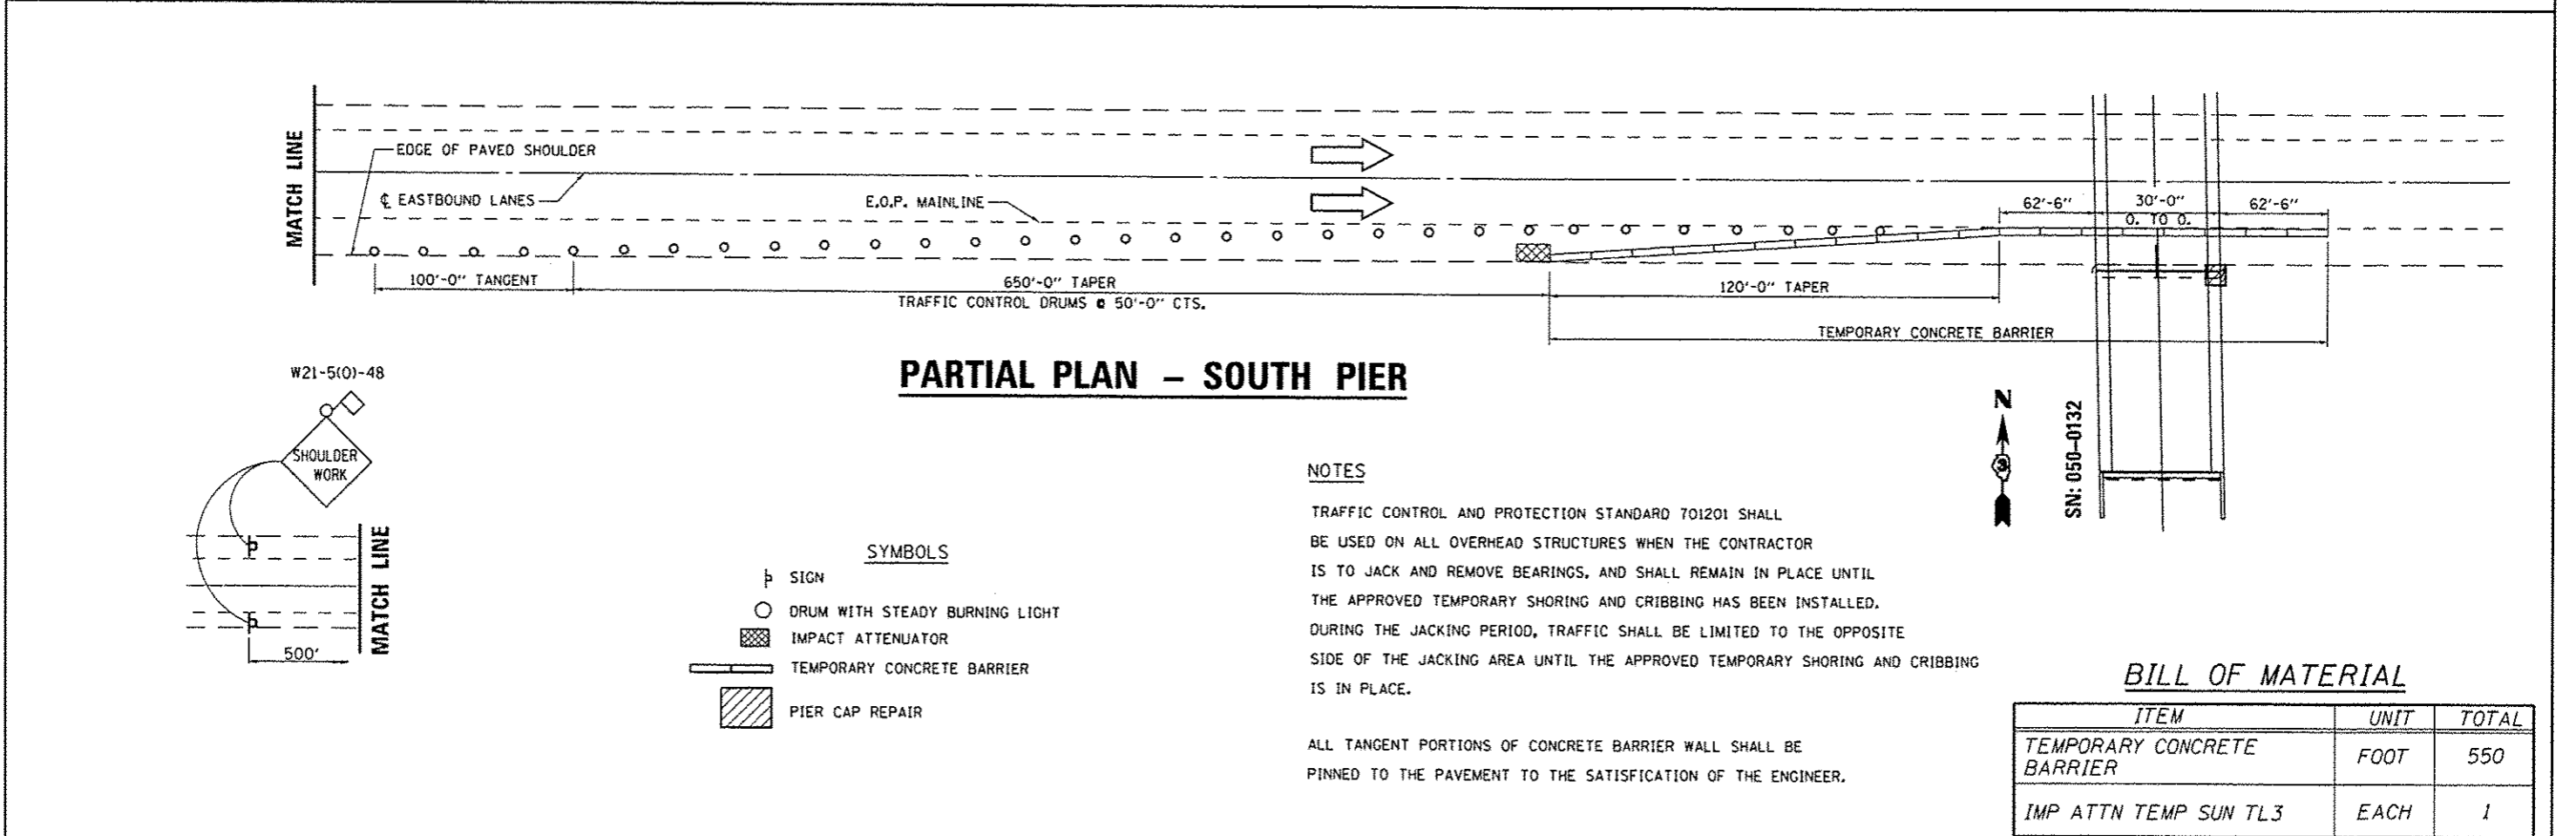 MATCH LINE
EDGE OF PAVED SHOULDER
℄ EASTBOUND LANES
E.O.P. MAINLINE
62'-6"
30'-0"
O. TO O.
62'-6"
100'-0" TANGENT
650'-0" TAPER
TRAFFIC CONTROL DRUMS @ 50'-0" CTS.
120'-0" TAPER
TEMPORARY CONCRETE BARRIER
PARTIAL PLAN – SOUTH PIER
W21-5(O)-48
SHOULDER
WORK
MATCH LINE
500'
SYMBOLS
SIGN
DRUM WITH STEADY BURNING LIGHT
IMPACT ATTENUATOR
TEMPORARY CONCRETE BARRIER
PIER CAP REPAIR
N
3
SN: 050-0132
NOTES
TRAFFIC CONTROL AND PROTECTION STANDARD 701201 SHALL
BE USED ON ALL OVERHEAD STRUCTURES WHEN THE CONTRACTOR
IS TO JACK AND REMOVE BEARINGS, AND SHALL REMAIN IN PLACE UNTIL
THE APPROVED TEMPORARY SHORING AND CRIBBING HAS BEEN INSTALLED.
DURING THE JACKING PERIOD, TRAFFIC SHALL BE LIMITED TO THE OPPOSITE
SIDE OF THE JACKING AREA UNTIL THE APPROVED TEMPORARY SHORING AND CRIBBING
IS IN PLACE.
ALL TANGENT PORTIONS OF CONCRETE BARRIER WALL SHALL BE
PINNED TO THE PAVEMENT TO THE SATISFICATION OF THE ENGINEER.
BILL OF MATERIAL
ITEM UNIT TOTAL
TEMPORARY CONCRETE
BARRIER FOOT 550
IMP ATTN TEMP SUN TL3 EACH 1